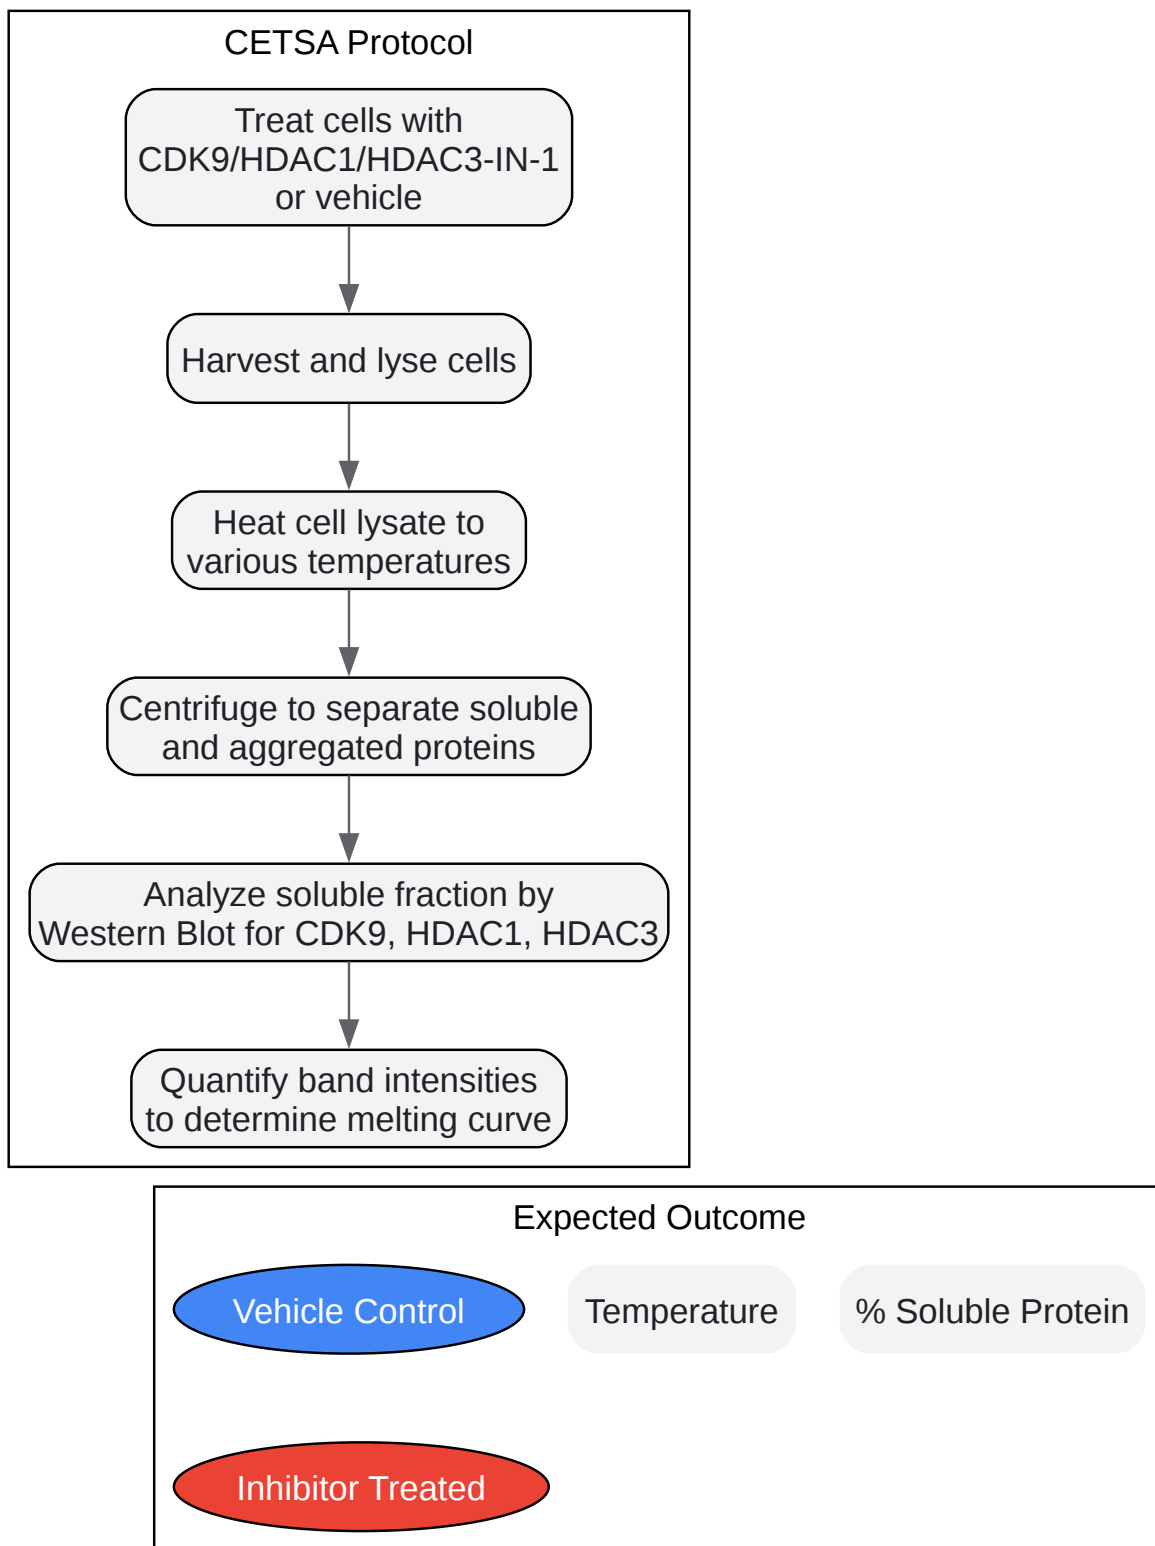 CETSA Protocol
Treat cells with
CDK9/HDAC1/HDAC3-IN-1
or vehicle
Harvest and lyse cells
Heat cell lysate to
various temperatures
Centrifuge to separate soluble
and aggregated proteins
Analyze soluble fraction by
Western Blot for CDK9, HDAC1, HDAC3
Quantify band intensities
to determine melting curve
Expected Outcome
Vehicle Control
Temperature
% Soluble Protein
Inhibitor Treated